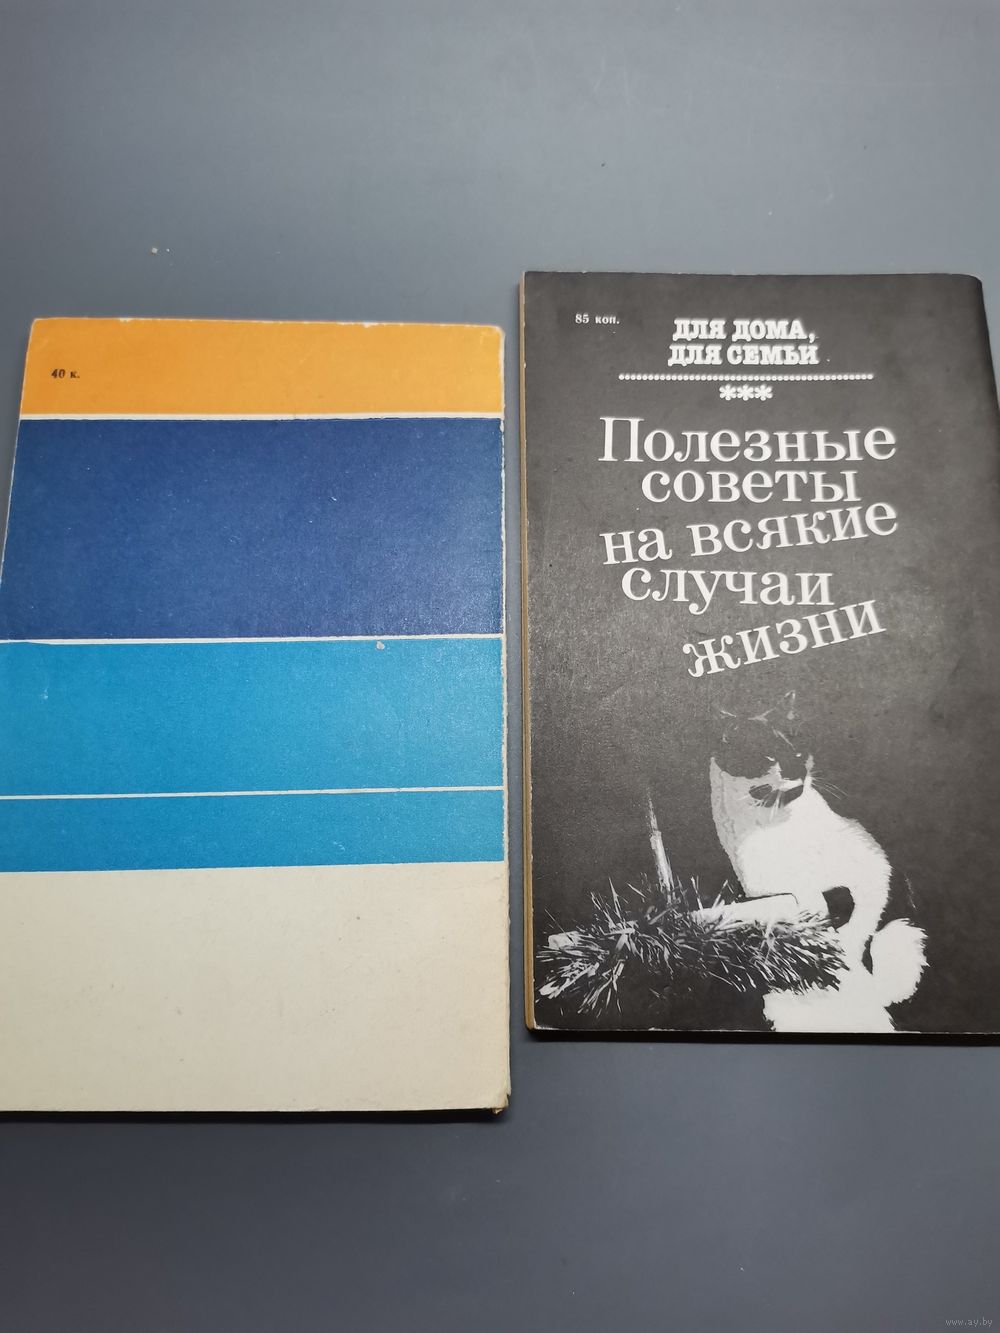 40 к.
85 коп.
ДЛЯ ДОМА,
ДЛЯ СЕМЬИ
***
Полезные
советы
на всякие
случаи
жизни
www.ay.by